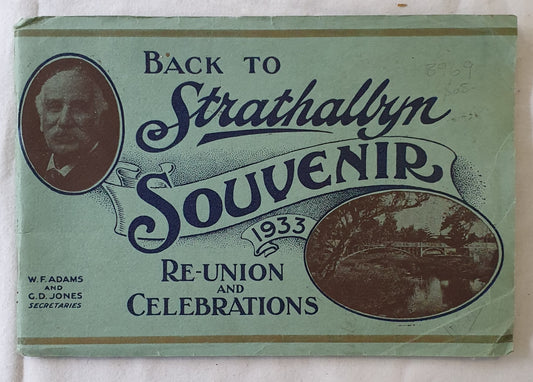 BACK TO
Strathalbyn
SOUVENIR
1933
RE-UNION
AND
CELEBRATIONS
W. F. ADAMS
AND
C. D. JONES
SECRETARIES